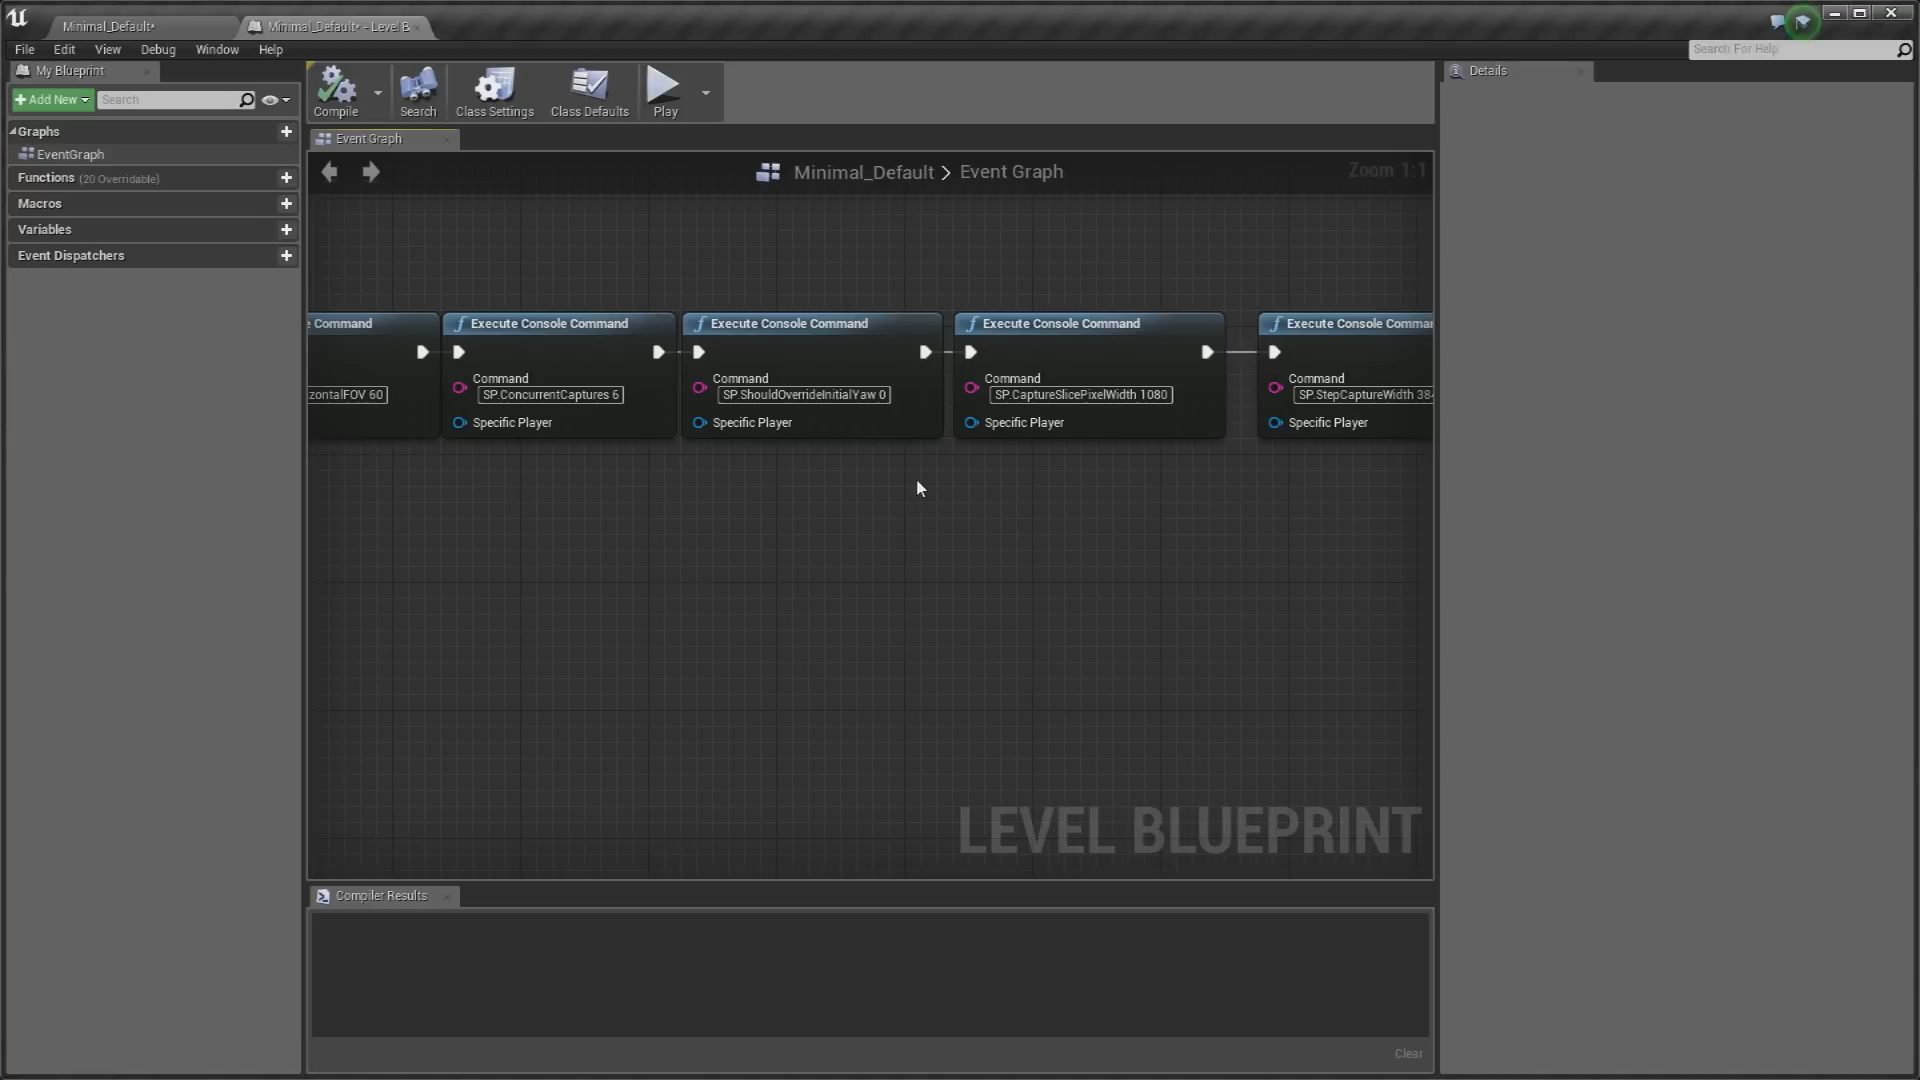 Minimal_Default*
Minimal_Default* - Level B
File Edit View Debug Window Help
Search For Help
My Blueprint
Details
Add New
Search
Compile
Search
Class Settings
Class Defaults
Play
Graphs
EventGraph
Functions (20 Overridable)
Macros
Variables
Event Dispatchers
Event Graph
Minimal_Default > Event Graph
Zoom 1:1
e Command
zontalFOV 60
Execute Console Command
Command
SP.ConcurrentCaptures 6
Specific Player
Execute Console Command
Command
SP.ShouldOverrideInitialYaw 0
Specific Player
Execute Console Command
Command
SP.CaptureSlicePixelWidth 1080
Specific Player
Execute Console Comma
Command
SP.StepCaptureWidth 384
Specific Player
LEVEL BLUEPRINT
Compiler Results
Clear